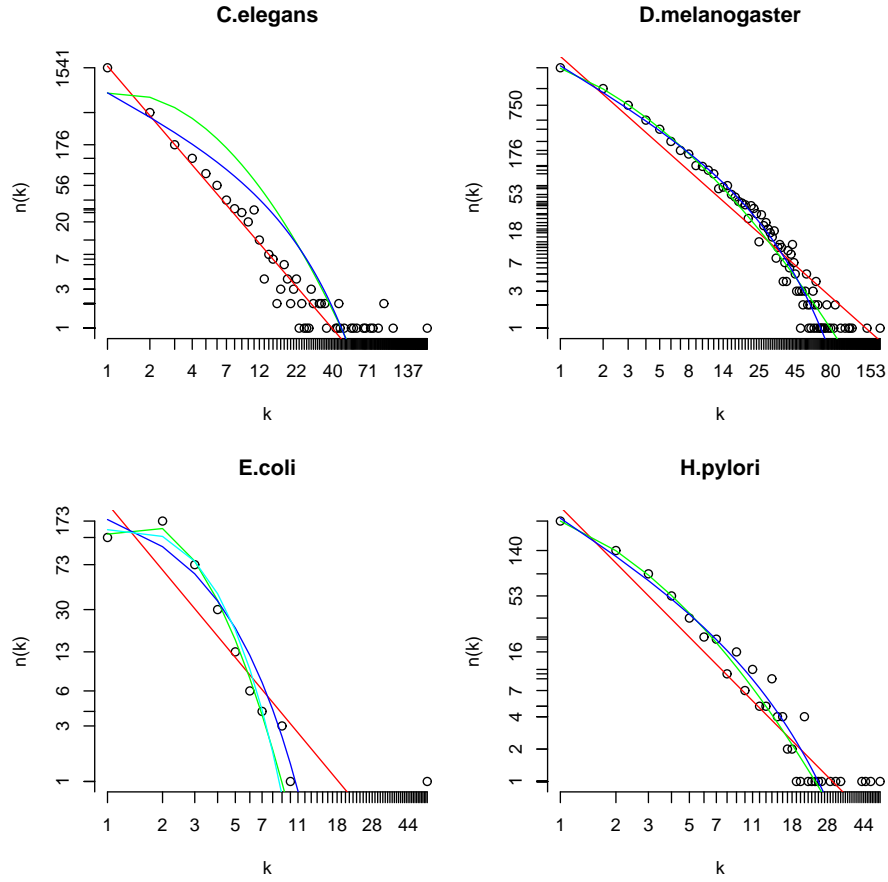 C.elegans
n(k)
1541
176
56
20
7
3
1
1 2 4 7 12 22 40 71 137
k
D.melanogaster
n(k)
750
176
53
18
7
3
1
1 2 3 5 8 14 25 45 80 153
k
E.coli
n(k)
173
73
30
13
6
3
1
1 2 3 5 7 11 18 28 44
k
H.pylori
n(k)
140
53
16
7
4
2
1
1 2 3 5 7 11 18 28 44
k